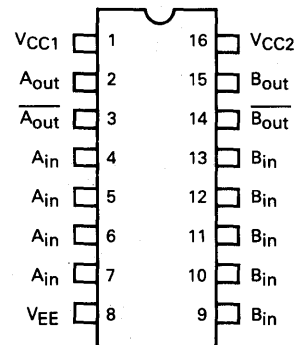 VCC1 1 16 VCC2
Aout 2 15 Bout
Aout 3 14 Bout
Ain 4 13 Bin
Ain 5 12 Bin
Ain 6 11 Bin
Ain 7 10 Bin
VEE 8 9 Bin